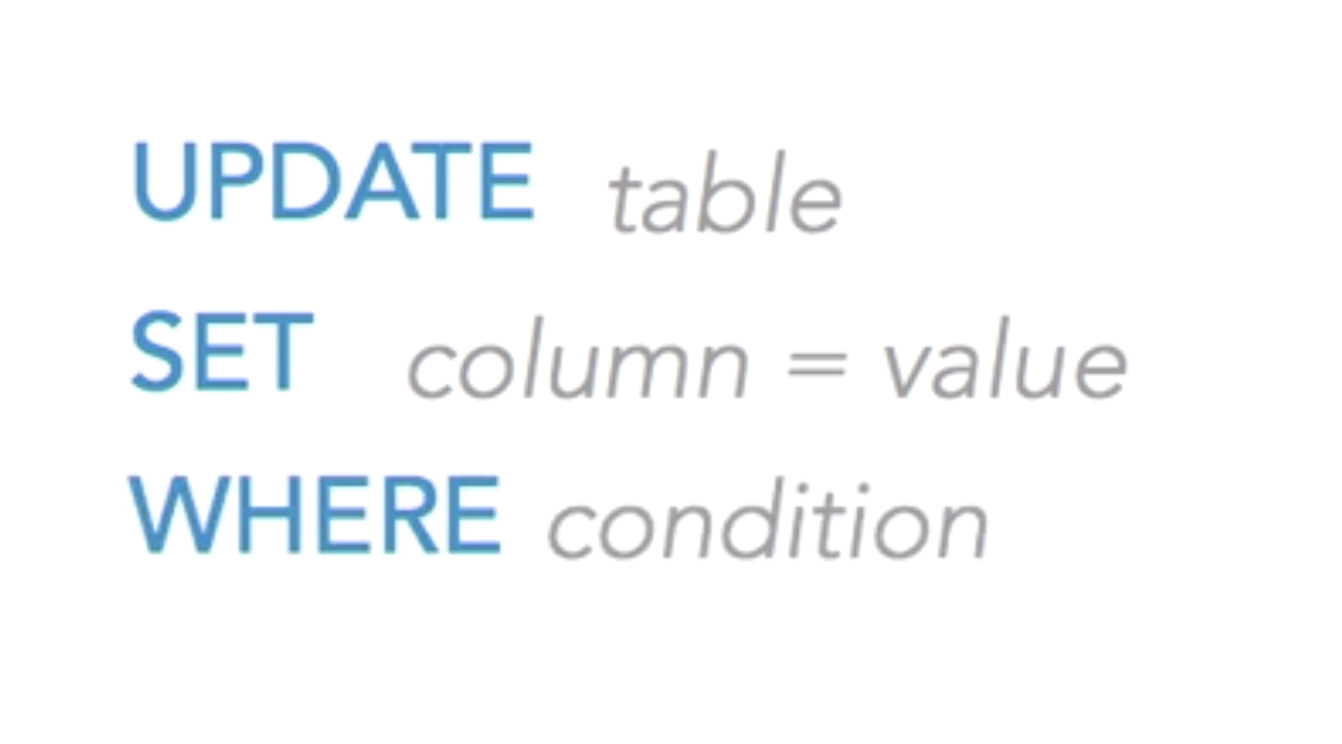 UPDATE table
SET column = value
WHERE condition